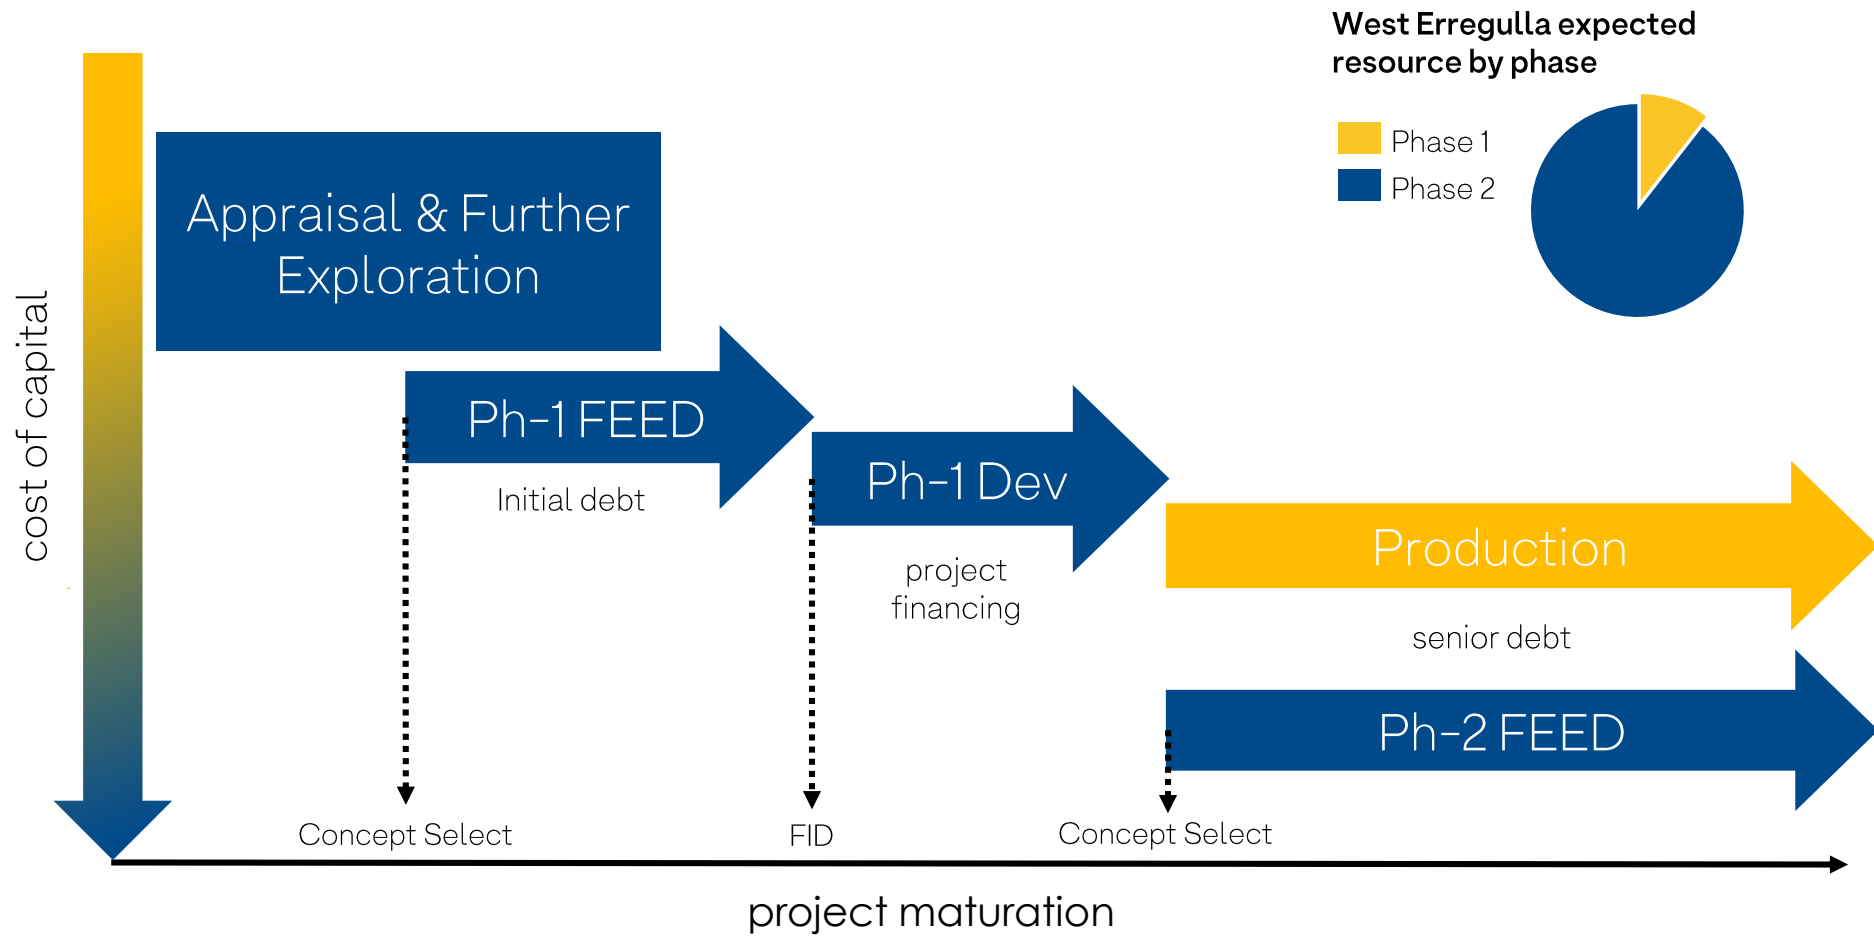 West Erregulla expected
resource by phase
Phase 1
Phase 2
Appraisal & Further
Exploration
cost of capital
Ph-1 FEED
Initial debt
Ph-1 Dev
project
financing
Production
senior debt
Ph-2 FEED
Concept Select
FID
Concept Select
project maturation